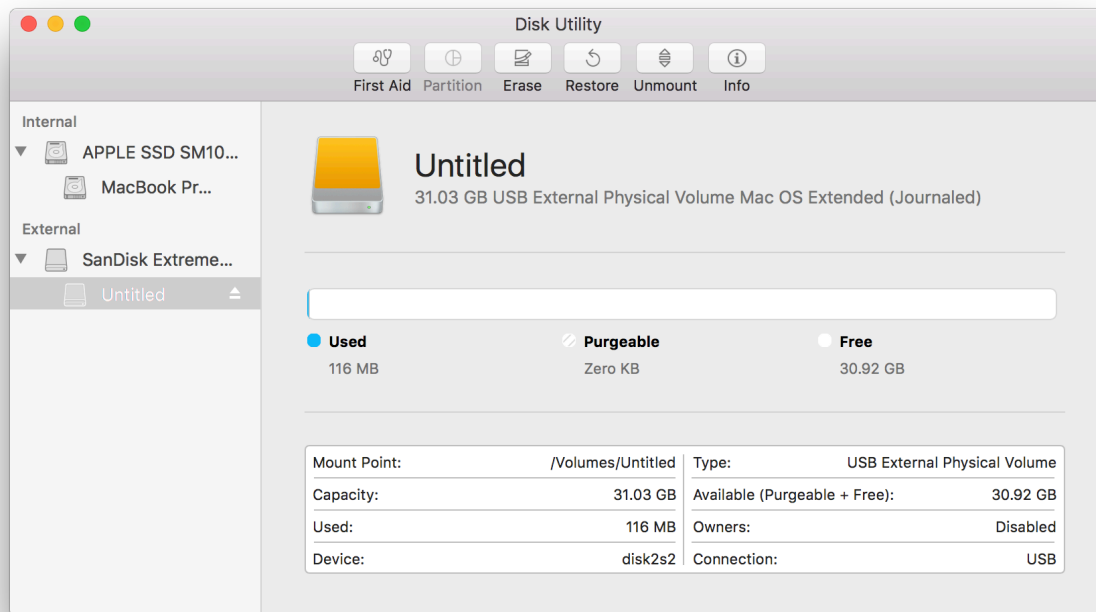 Disk Utility
First Aid Partition Erase Restore Unmount Info
Internal
APPLE SSD SM10...
MacBook Pr...
External
SanDisk Extreme...
Untitled
Untitled
31.03 GB USB External Physical Volume Mac OS Extended (Journaled)
Used Purgeable Free
116 MB Zero KB 30.92 GB
Mount Point: /Volumes/Untitled Type: USB External Physical Volume
Capacity: 31.03 GB Available (Purgeable + Free): 30.92 GB
Used: 116 MB Owners: Disabled
Device: disk2s2 Connection: USB